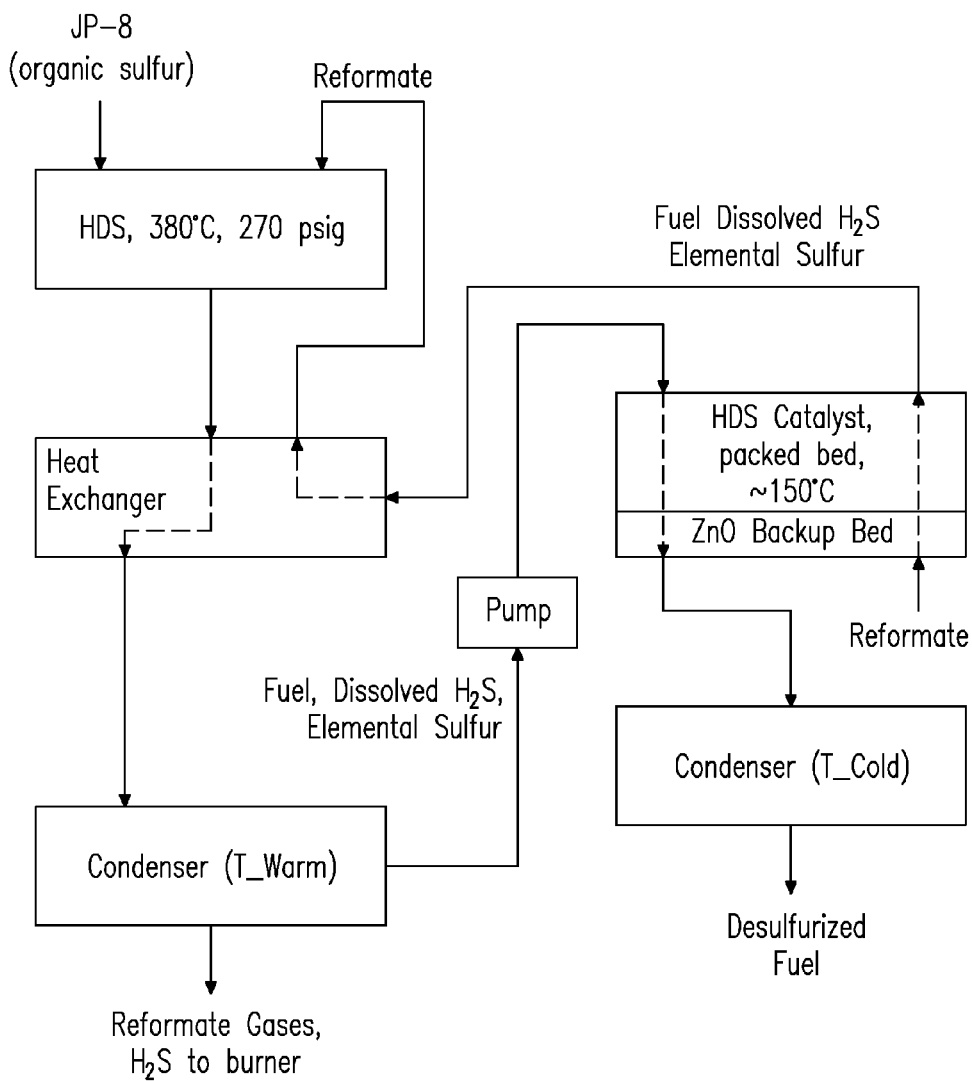 JP-8
(organic sulfur)
Reformate
HDS, 380°C, 270 psig
Fuel Dissolved H₂S
Elemental Sulfur
HDS Catalyst,
packed bed,
~150°C
ZnO Backup Bed
Heat
Exchanger
Pump
Reformate
Fuel, Dissolved H₂S,
Elemental Sulfur
Condenser (T_Cold)
Condenser (T_Warm)
Desulfurized
Fuel
Reformate Gases,
H₂S to burner